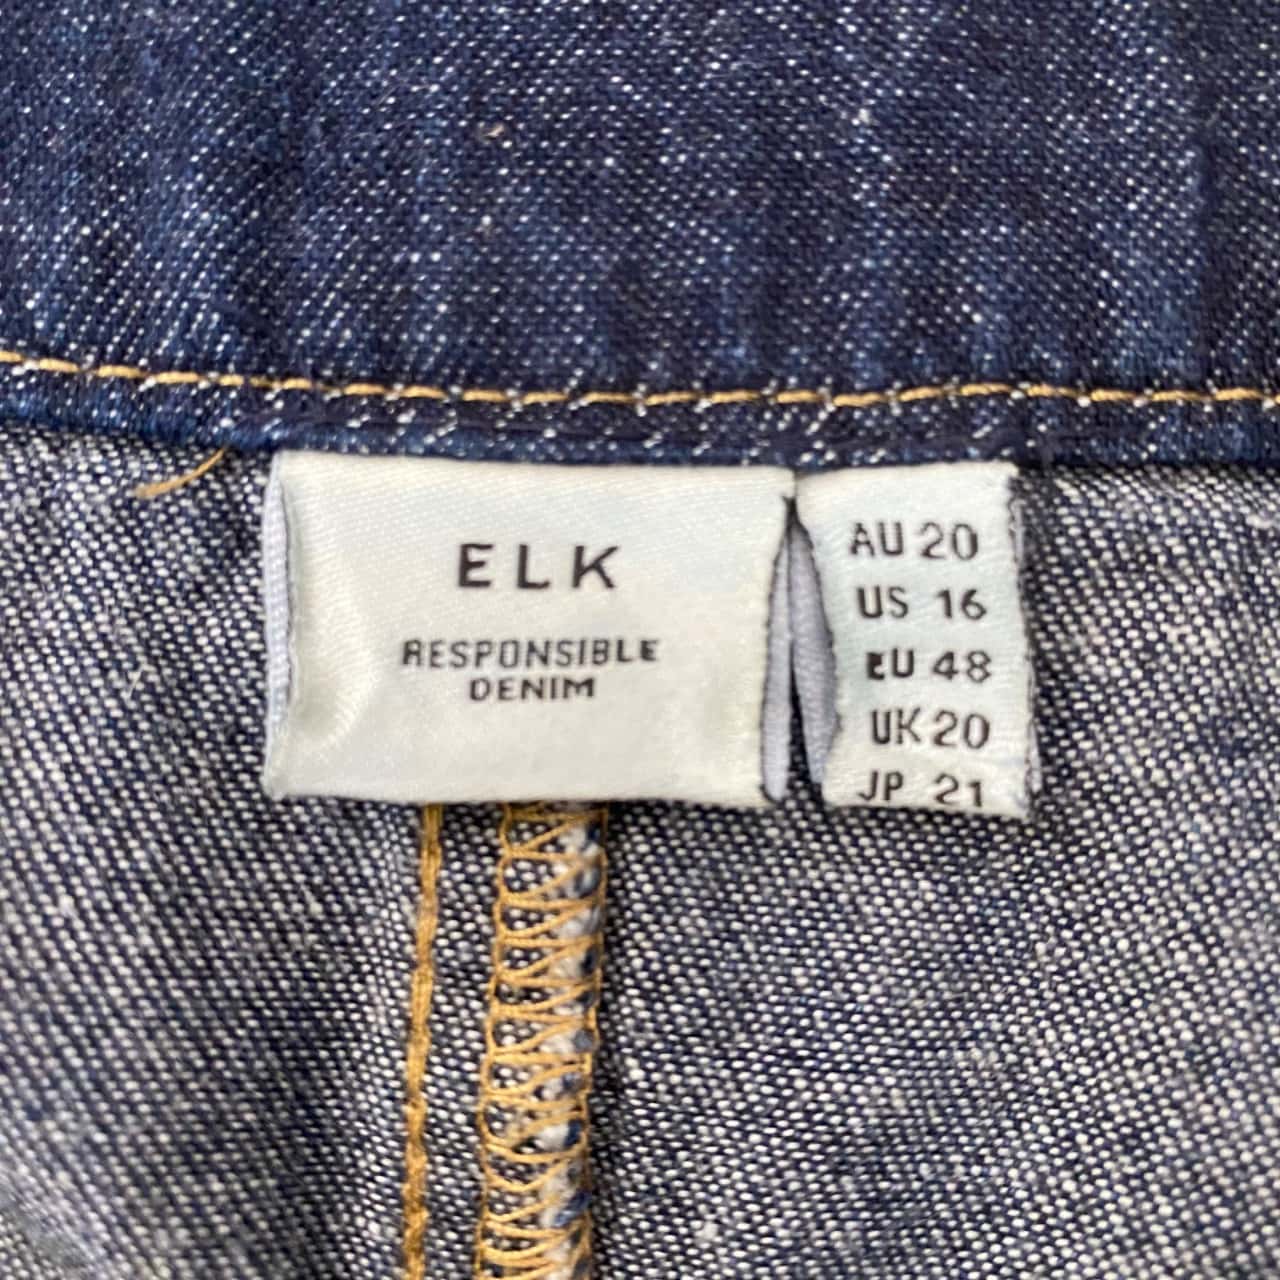 ELK
RESPONSIBLE
DENIM
AU 20
US 16
EU 48
UK 20
JP 21